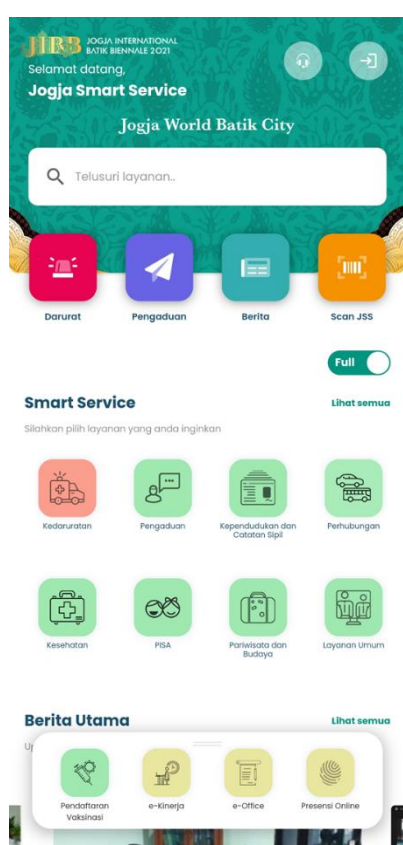 JIBB
JOGJA INTERNATIONAL
BATIK BIENNALE 2021
Selamat datang,
Jogja Smart Service
Jogja World Batik City
Telusuri layanan..
Darurat
Pengaduan
Berita
Scan JSS
Full
Smart Service
Lihat semua
Silahkan pilih layanan yang anda inginkan
Kedaruratan
Pengaduan
Kependudukan dan
Catatan Sipil
Perhubungan
Kesehatan
PISA
Pariwisata dan
Budaya
Layanan Umum
Berita Utama
Lihat semua
Pendaftaran
Vaksinasi
e-Kinerja
e-Office
Presensi Online